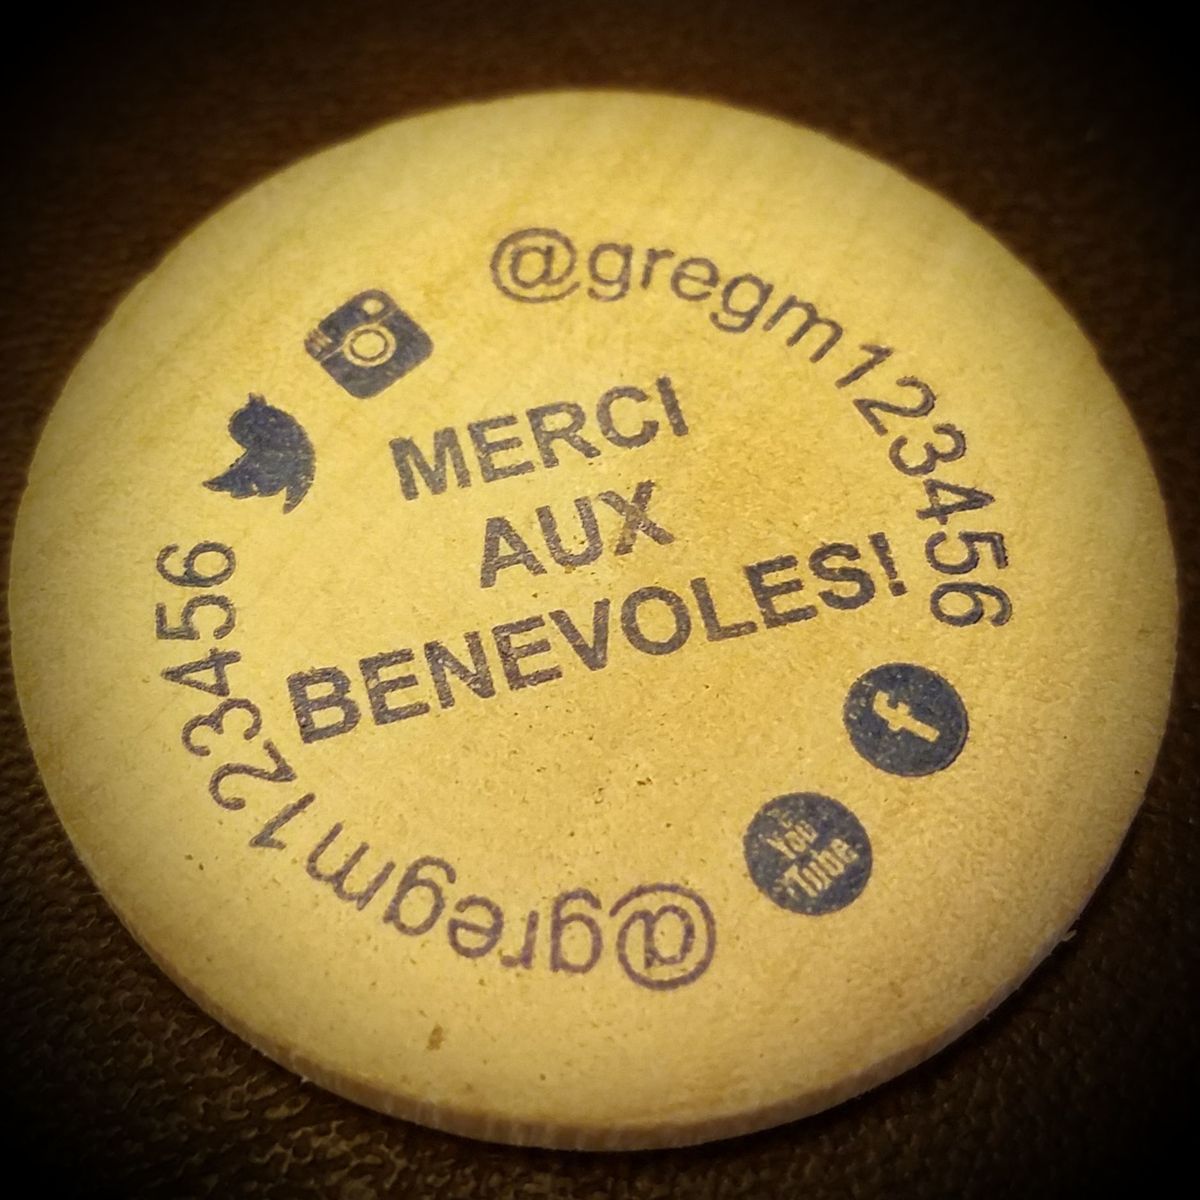 @gregm123456
MERCI
AUX
BENEVOLES!
You
Tube
@gregm123456